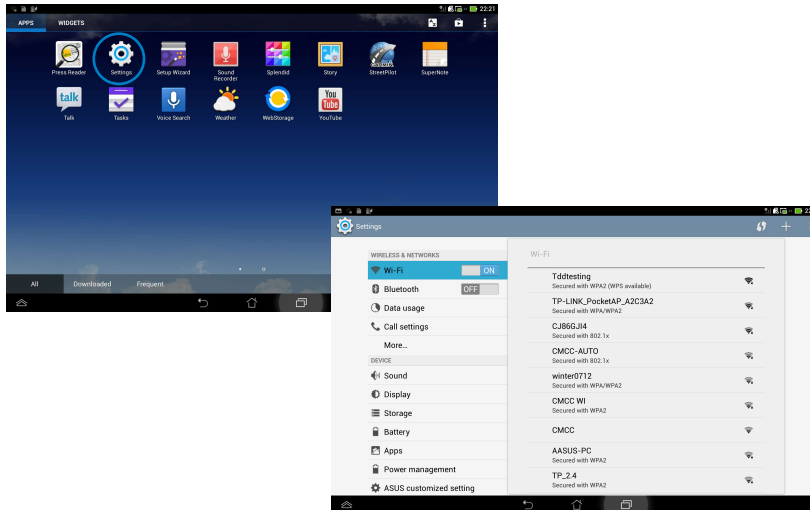 22:21
APPS WIDGETS
Press Reader Settings Setup Wizard Sound Recorder Splendid Story StreetPilot SuperNote
talk You Tube
Talk Tasks Voice Search Weather WebStorage YouTube
All Downloaded Frequent
Settings
WIRELESS & NETWORKS
Wi-Fi ON
Bluetooth OFF
Data usage
Call settings
More...
DEVICE
Sound
Display
Storage
Battery
Apps
Power management
ASUS customized setting
Wi-Fi
Tddtesting
Secured with WPA2 (WPS available)
TP-LINK_PocketAP_A2C3A2
Secured with WPA/WPA2
CJ86GJI4
Secured with 802.1x
CMCC-AUTO
Secured with 802.1x
winter0712
Secured with WPA/WPA2
CMCC WI
Secured with WPA2
CMCC
AASUS-PC
Secured with WPA2
TP_2.4
Secured with WPA2